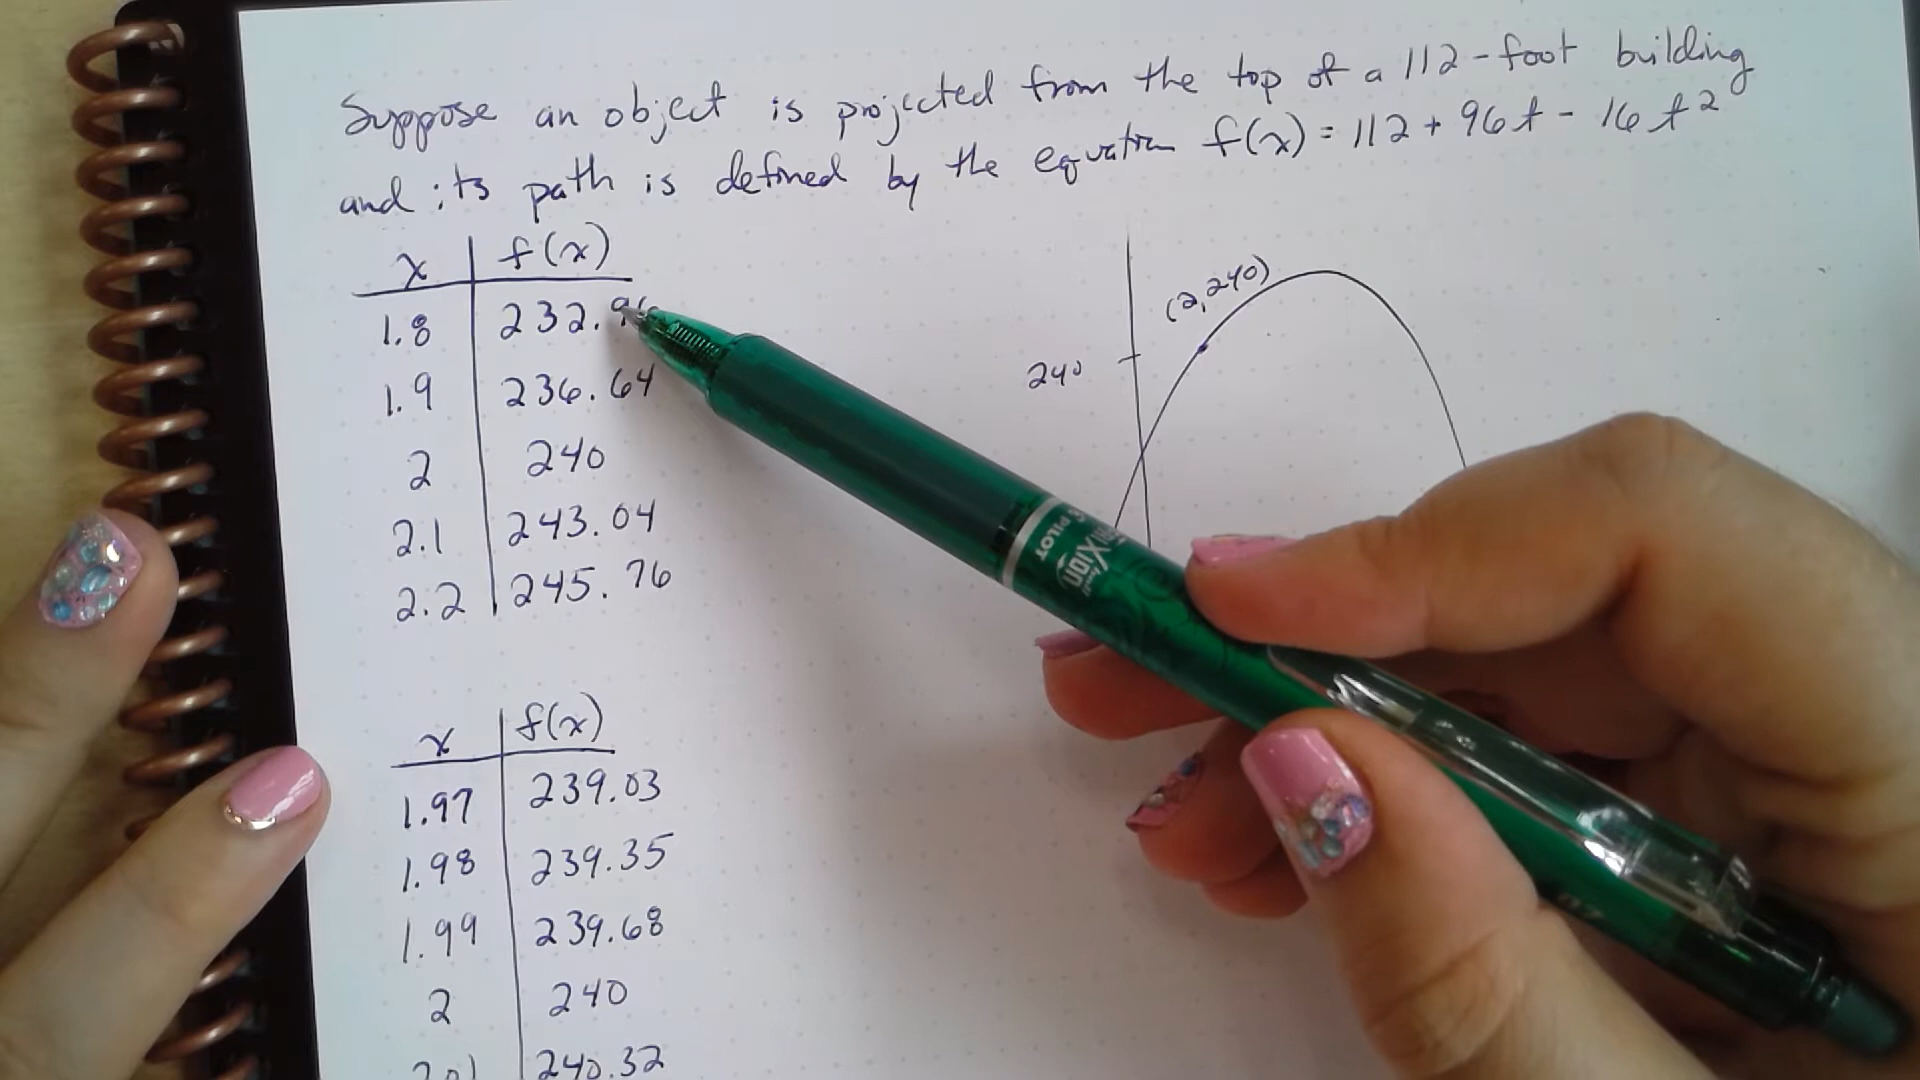 Suppose an object is projected from the top of a 112-foot building
and its path is defined by the equation f(x) = 112 + 96t - 16t²
x f(x)
1.8 232.96
1.9 236.64
2 240
2.1 243.04
2.2 245.76
(2,240)
240
PILOT
x f(x)
1.97 239.03
1.98 239.35
1.99 239.68
2 240
2.01 240.32